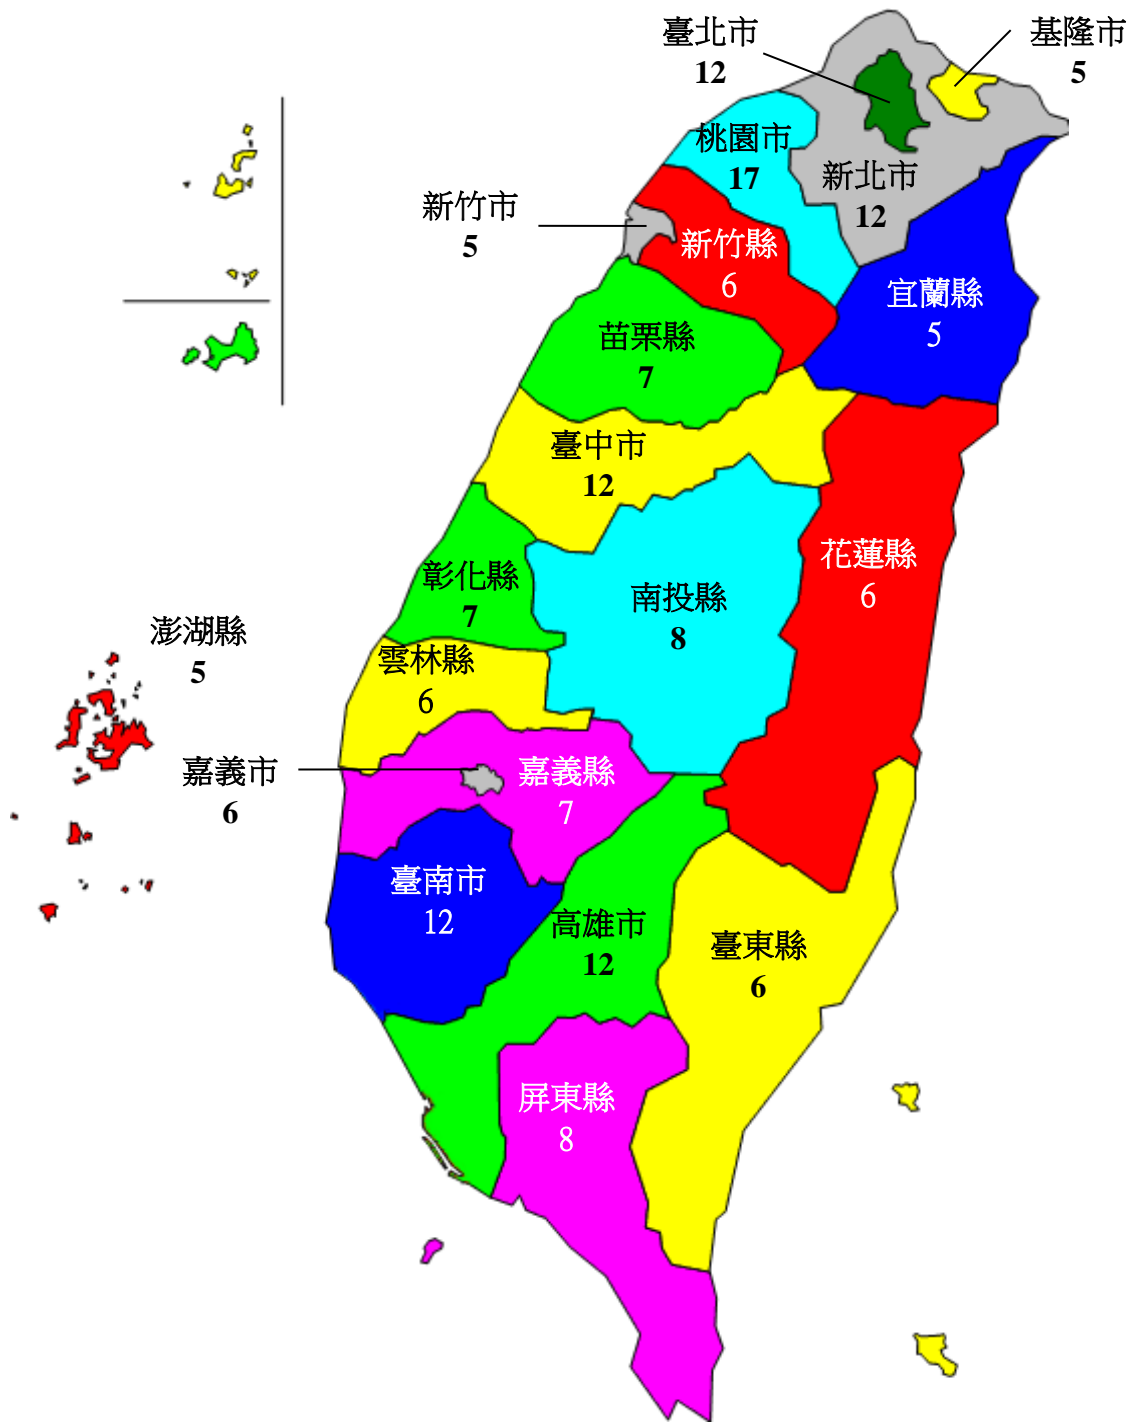 臺北市
12
基隆市
5
桃園市
17
新北市
12
新竹市
5
新竹縣
6
宜蘭縣
5
苗栗縣
7
臺中市
12
花蓮縣
6
彰化縣
7
南投縣
8
澎湖縣
5
雲林縣
6
嘉義市
6
嘉義縣
7
臺南市
12
高雄市
12
臺東縣
6
屏東縣
8